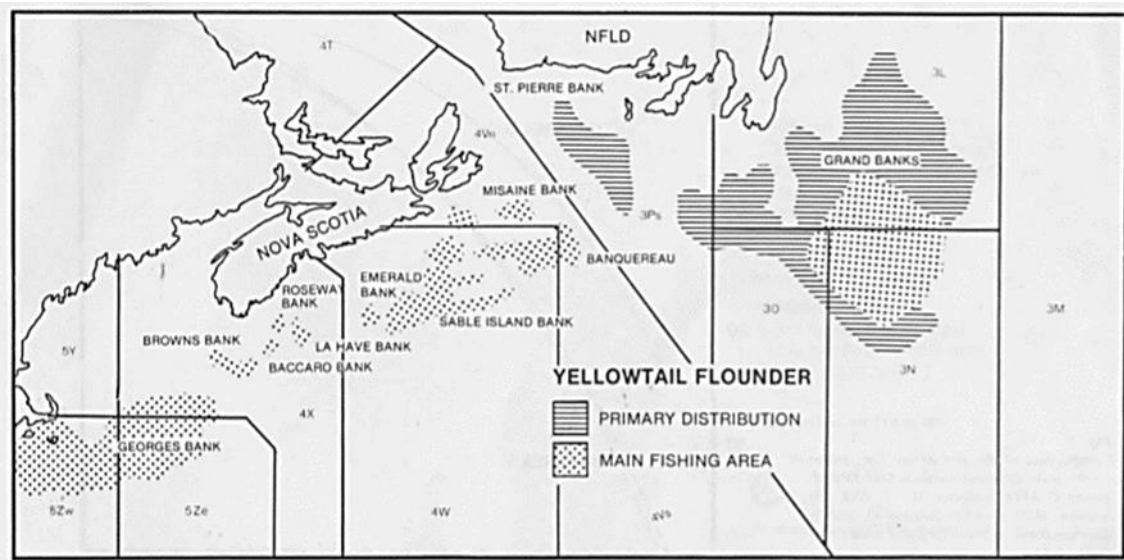 4T
NFLD
ST. PIERRE BANK
3L
4Vn
GRAND BANKS
MISAINE BANK
3Ps
NOVA SCOTIA
BANQUEREAU
EMERALD
BANK
ROSEWAY
BANK
SABLE ISLAND BANK
3O
3M
BROWNS BANK
LA HAVE BANK
5Y
BACCARO BANK
3N
YELLOWTAIL FLOUNDER
PRIMARY DISTRIBUTION
4X
GEORGES BANK
MAIN FISHING AREA
5Ze
4W
4Vs